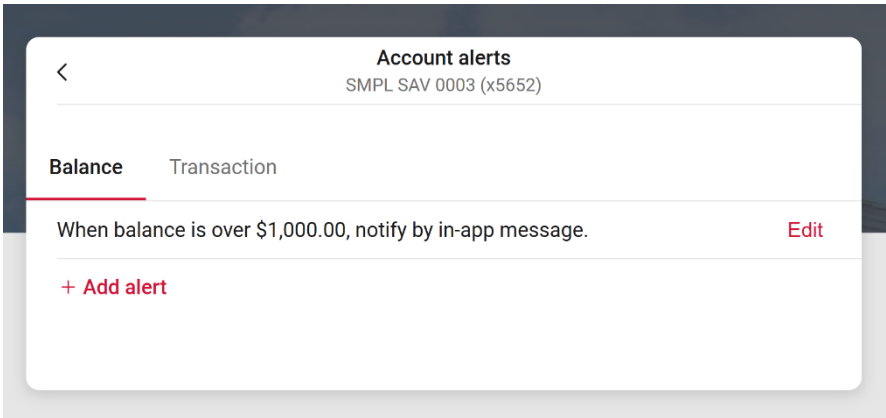 Account alerts
SMPL SAV 0003 (x5652)
Balance Transaction
When balance is over $1,000.00, notify by in-app message. Edit
+ Add alert